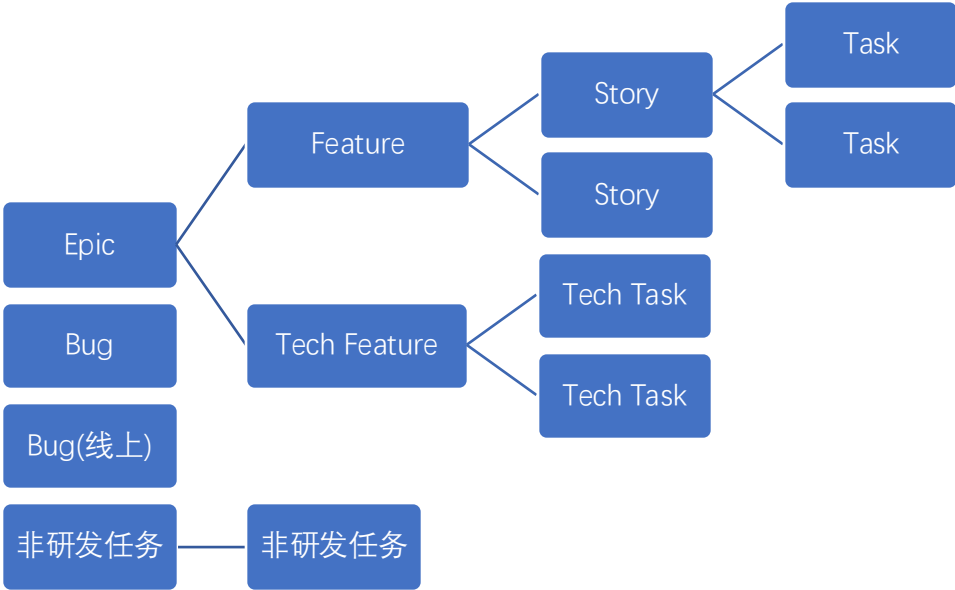 Task
Story
Feature
Task
Story
Epic
Tech Task
Bug
Tech Feature
Tech Task
Bug(线上)
非研发任务
非研发任务